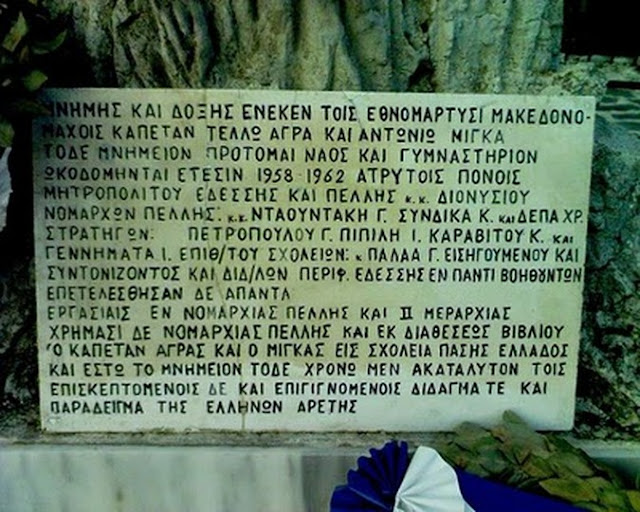 ΜΝΗΜΗΣ ΚΑΙ ΔΟΞΗΣ ΕΝΕΚΕΝ ΤΟΙΣ ΕΘΝΟΜΑΡΤΥΣΙ ΜΑΚΕΔΟΝΟ-
ΜΑΧΟΙΣ ΚΑΠΕΤΑΝ ΤΕΛΛΩ ΑΓΡΑ ΚΑΙ ΑΝΤΩΝΙΩ ΜΙΓΚΑ
ΤΟΔΕ ΜΝΗΜΕΙΟΝ ΠΡΟΤΟΜΑΙ ΝΑΟΣ ΚΑΙ ΓΥΜΝΑΣΤΗΡΙΟΝ
ΩΚΟΔΟΜΗΝΤΑΙ ΕΤΕΣΙΝ 1958-1962 ΑΤΡΥΤΟΙΣ ΠΟΝΟΙΣ
ΜΗΤΡΟΠΟΛΙΤΟΥ ΕΔΕΣΣΗΣ ΚΑΙ ΠΕΛΛΗΣ κ.κ. ΔΙΟΝΥΣΙΟΥ
ΝΟΜΑΡΧΩΝ ΠΕΛΛΗΣ: κ.κ. ΝΤΑΟΥΝΤΑΚΗ Γ. ΣΥΝΔΙΚΑ Κ. ΚΑΙ ΔΕΠΑ ΧΡ.
ΣΤΡΑΤΗΓΩΝ: ΠΕΤΡΟΠΟΥΛΟΥ Γ. ΠΙΠΙΛΗ Ι. ΚΑΡΑΒΙΤΟΥ Κ. ΚΑΙ
ΓΕΝΝΗΜΑΤΑ Ι. ΕΠΙΘ/ΤΟΥ ΣΧΟΛΕΙΩΝ: κ ΠΑΛΑΑ Γ. ΕΙΣΗΓΟΥΜΕΝΟΥ ΚΑΙ
ΣΥΝΤΟΝΙΖΟΝΤΟΣ ΚΑΙ ΔΙΔ/ΛΩΝ ΠΕΡΙΦ. ΕΔΕΣΣΗΣ ΕΝ ΠΑΝΤΙ ΒΟΗΘΟΥΝΤΩΝ
ΕΠΕΤΕΛΕΣΘΗΣΑΝ ΔΕ ΑΠΑΝΤΑ
ΕΡΓΑΣΙΑΙΣ ΕΝ ΝΟΜΑΡΧΙΑΣ ΠΕΛΛΗΣ ΚΑΙ ΙΙ ΜΕΡΑΡΧΙΑΣ
ΧΡΗΜΑΣΙ ΔΕ ΝΟΜΑΡΧΙΑΣ ΠΕΛΛΗΣ ΚΑΙ ΕΚ ΔΙΑΘΕΣΕΩΣ ΒΙΒΛΙΟΥ
'Ο ΚΑΠΕΤΑΝ ΑΓΡΑΣ ΚΑΙ Ο ΜΙΓΚΑΣ ΕΙΣ ΣΧΟΛΕΙΑ ΠΑΣΗΣ ΕΛΛΑΔΟΣ
ΚΑΙ ΕΣΤΩ ΤΟ ΜΝΗΜΕΙΟΝ ΤΟΔΕ ΧΡΟΝΩ ΜΕΝ ΑΚΑΤΑΛΥΤΟΝ ΤΟΙΣ
ΕΠΙΣΚΕΠΤΟΜΕΝΟΙΣ ΔΕ ΚΑΙ ΕΠΙΓΙΓΝΟΜΕΝΟΙΣ ΔΙΔΑΓΜΑ ΤΕ ΚΑΙ
ΠΑΡΑΔΕΙΓΜΑ ΤΗΣ ΕΛΛΗΝΩΝ ΑΡΕΤΗΣ